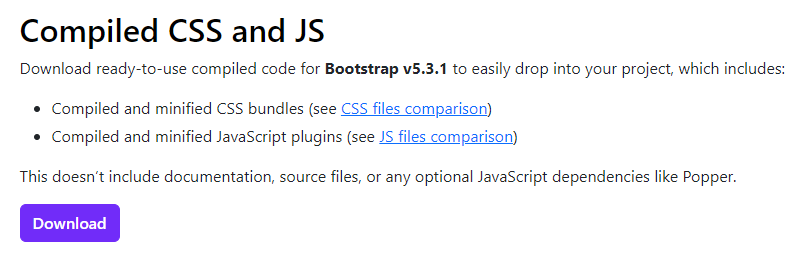 Compiled CSS and JS
Download ready-to-use compiled code for Bootstrap v5.3.1 to easily drop into your project, which includes:
• Compiled and minified CSS bundles (see CSS files comparison)
• Compiled and minified JavaScript plugins (see JS files comparison)
This doesn’t include documentation, source files, or any optional JavaScript dependencies like Popper.
Download